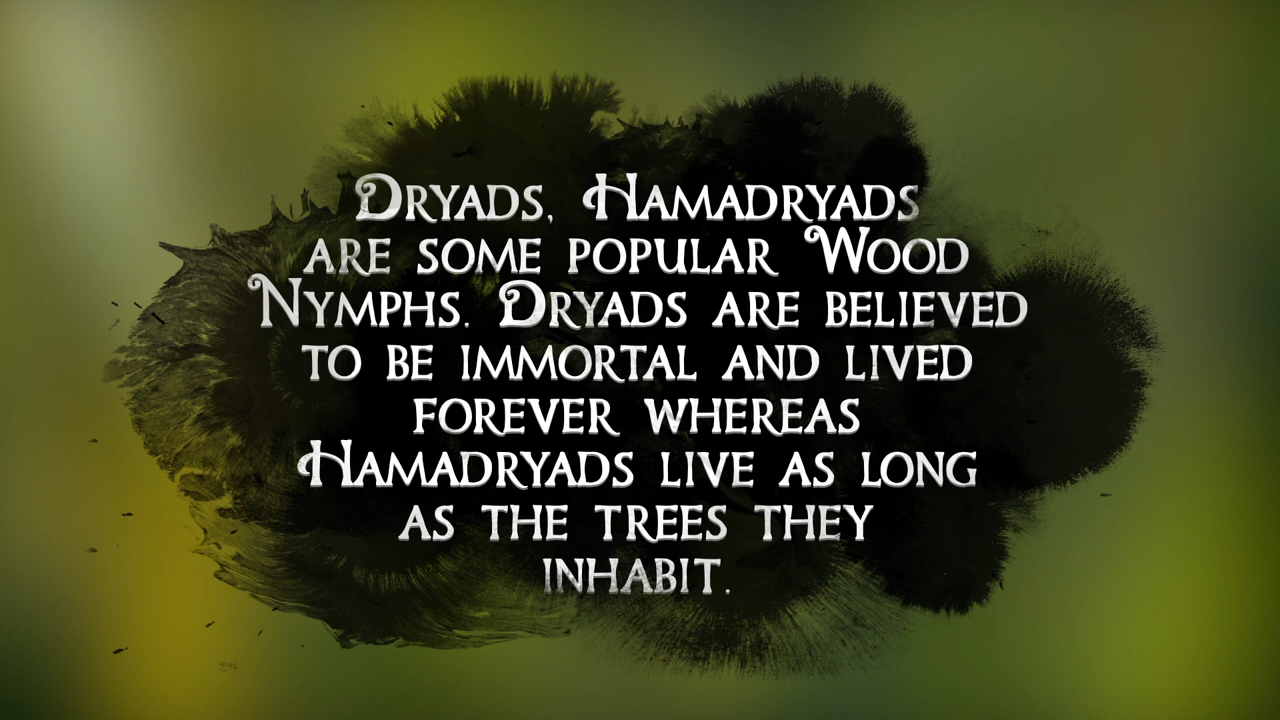 Dryads, Hamadryads
are some popular Wood
Nymphs. Dryads are believed
to be immortal and lived
forever whereas
Hamadryads live as long
as the trees they
inhabit.